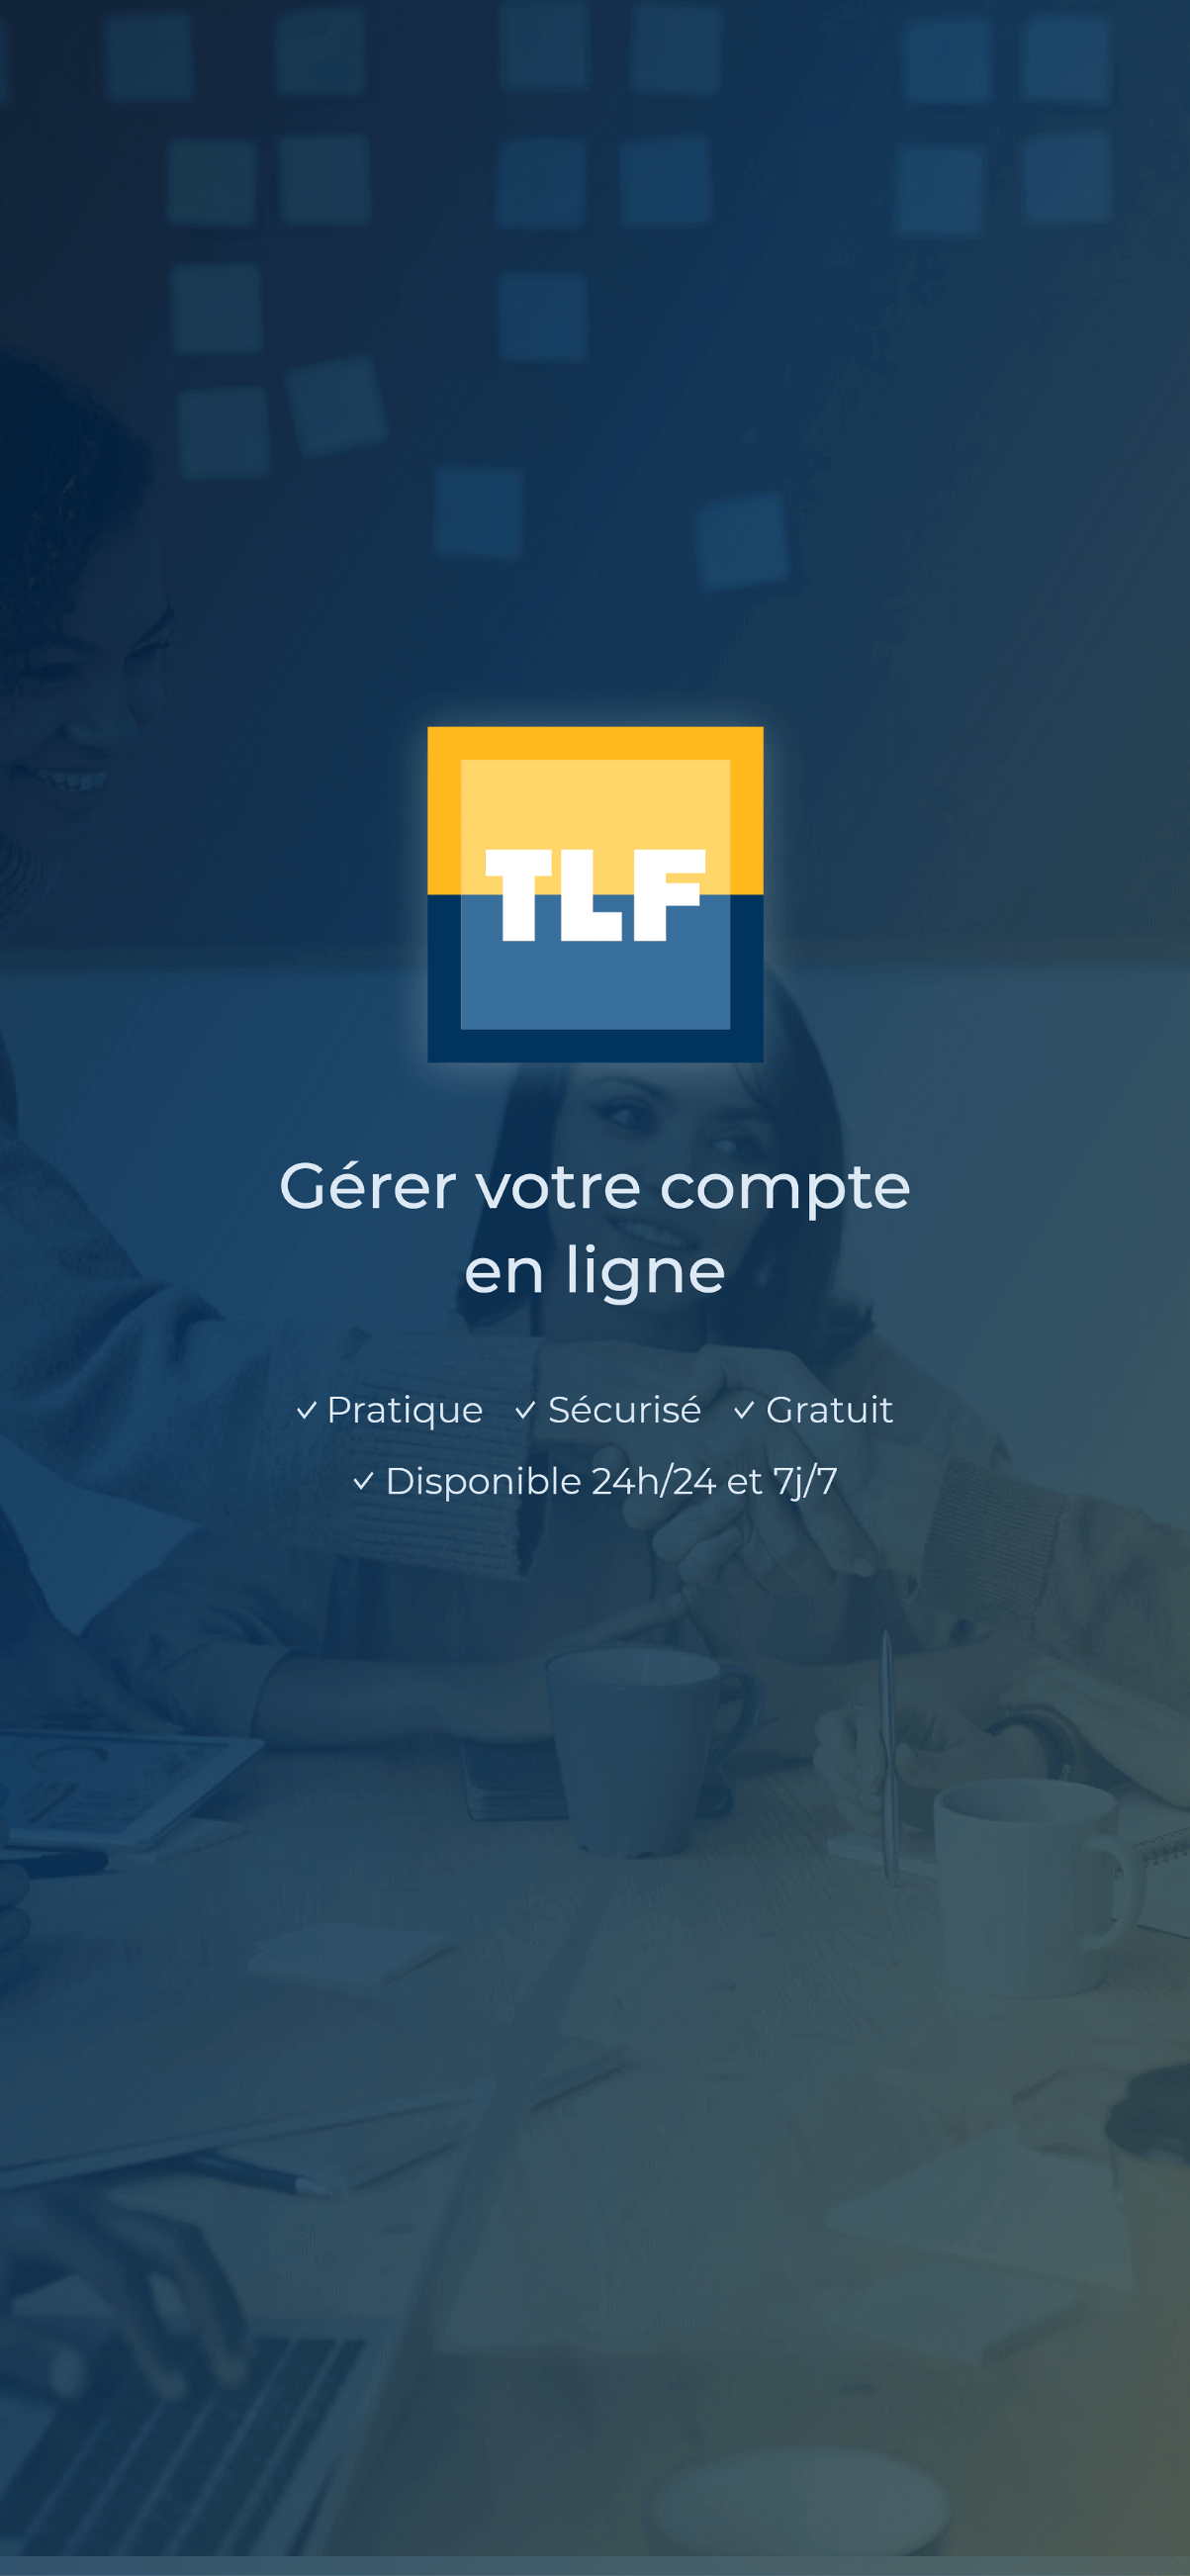 TLF
Gérer votre compte
en ligne
✓ Pratique ✓ Sécurisé ✓ Gratuit
✓ Disponible 24h/24 et 7j/7